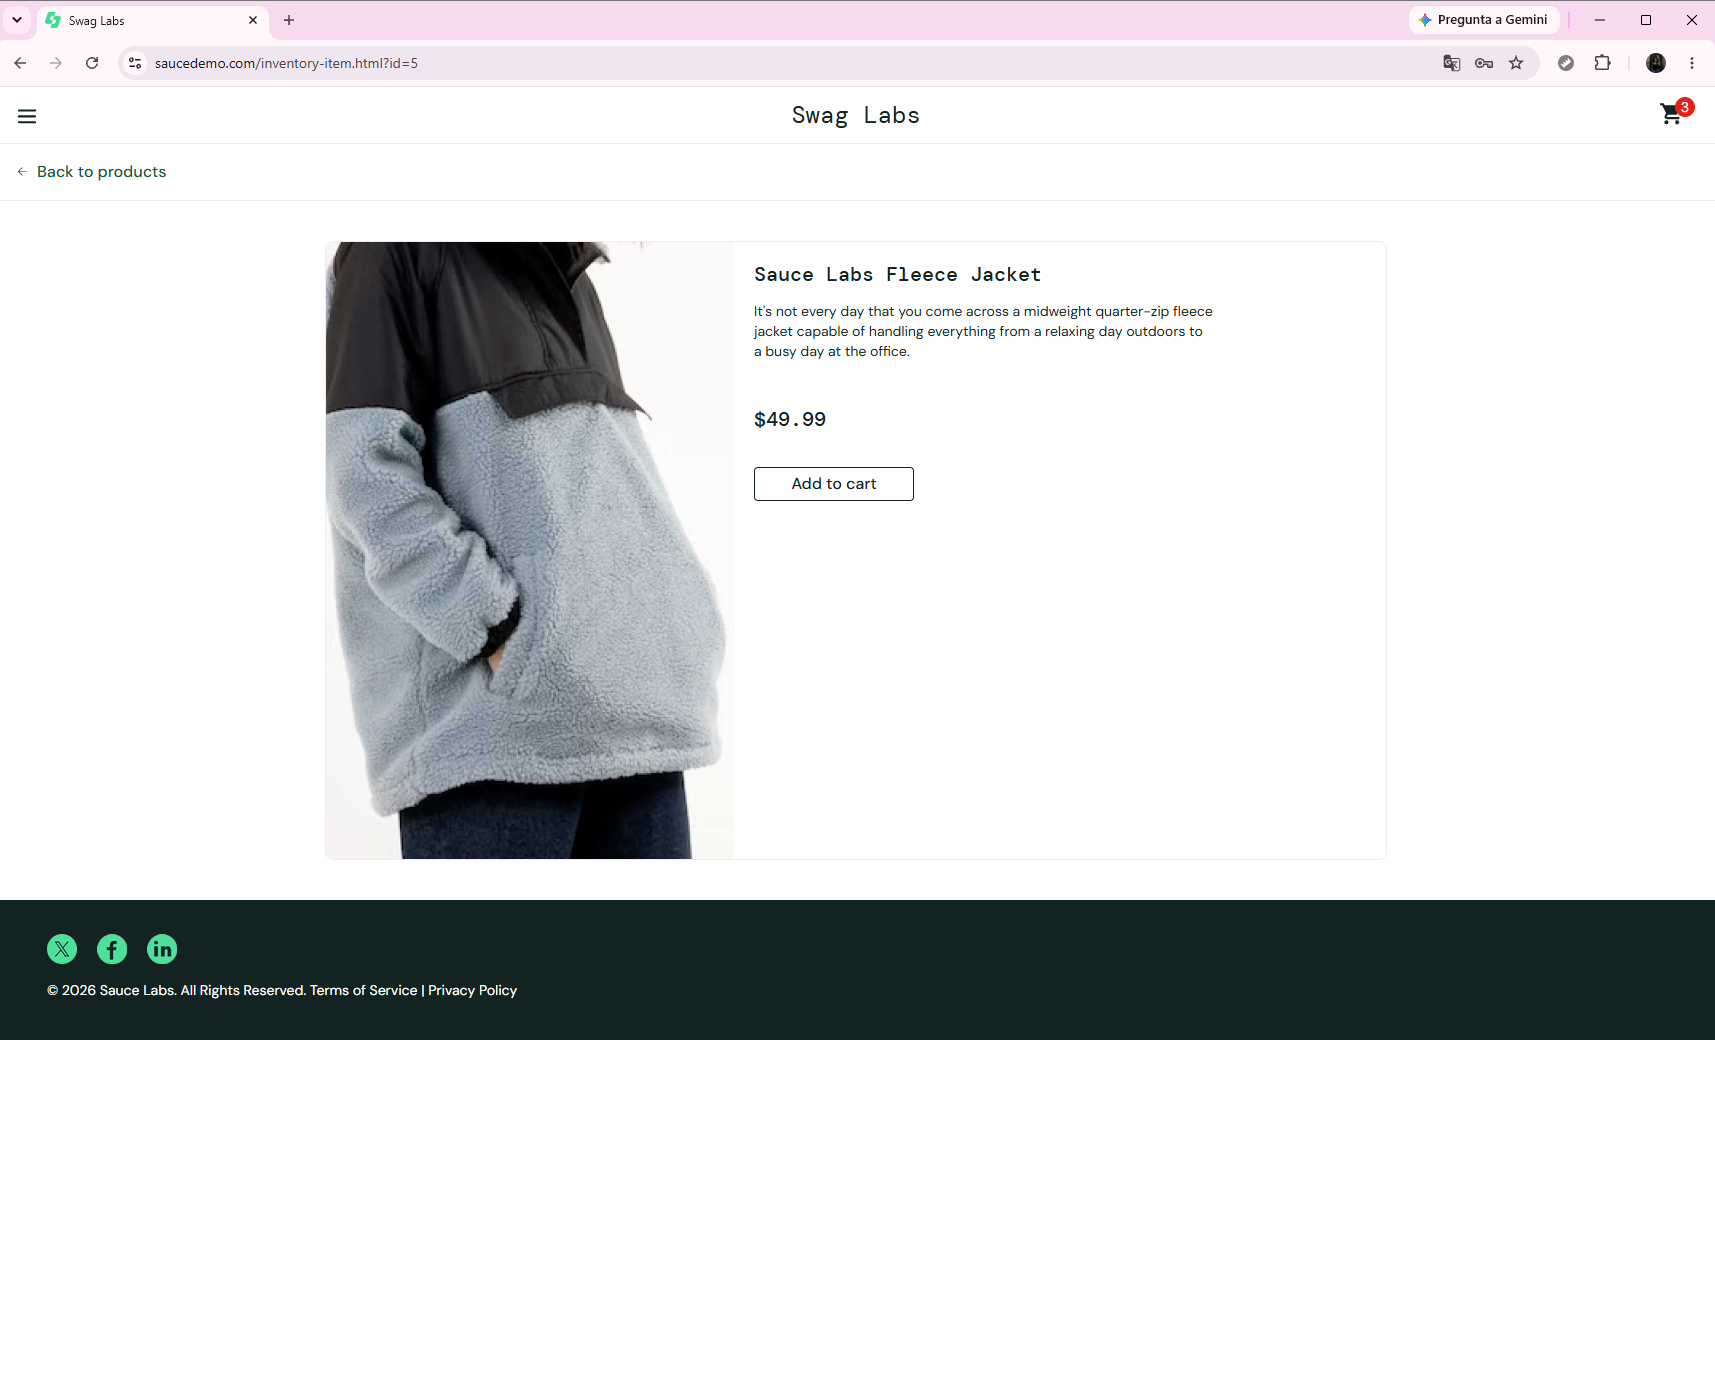 Swag Labs
Pregunta a Gemini
saucedemo.com/inventory-item.html?id=5
Swag Labs
3
Back to products
Sauce Labs Fleece Jacket
It's not every day that you come across a midweight quarter-zip fleece
jacket capable of handling everything from a relaxing day outdoors to
a busy day at the office.
$49.99
Add to cart
© 2026 Sauce Labs. All Rights Reserved. Terms of Service | Privacy Policy